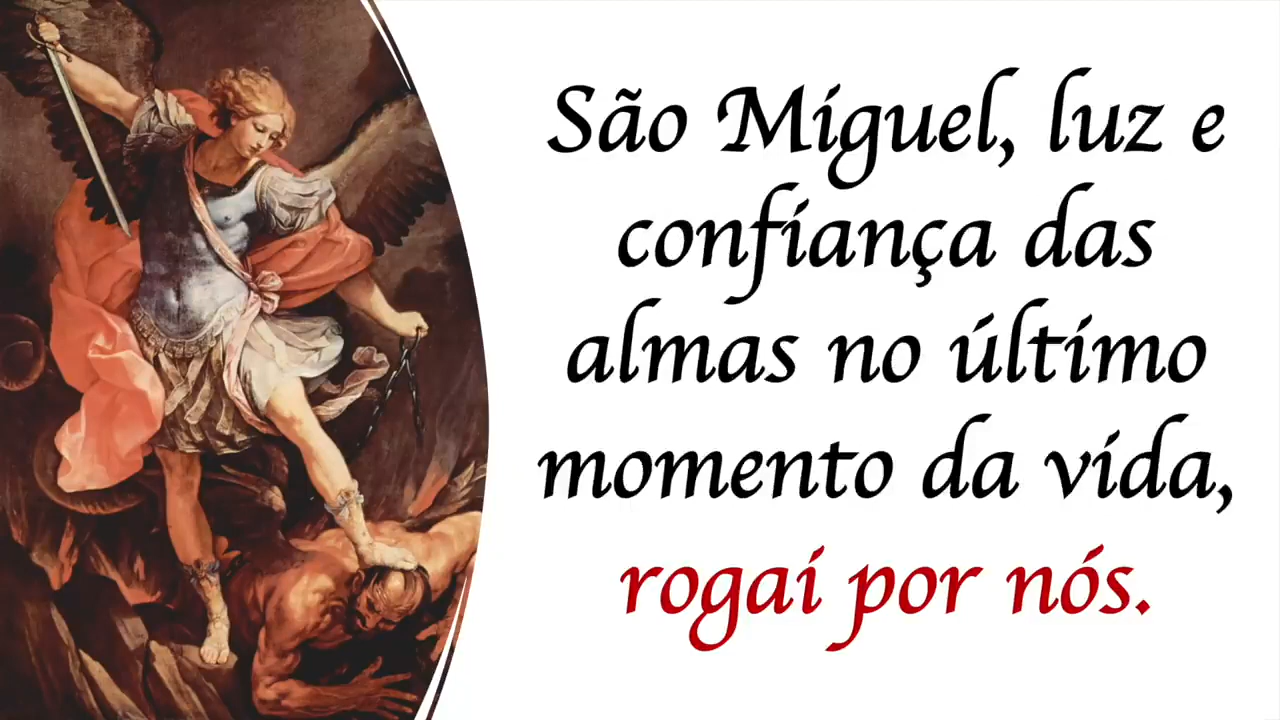 São Miguel, luz e
confiança das
almas no último
momento da vida,
rogai por nós.